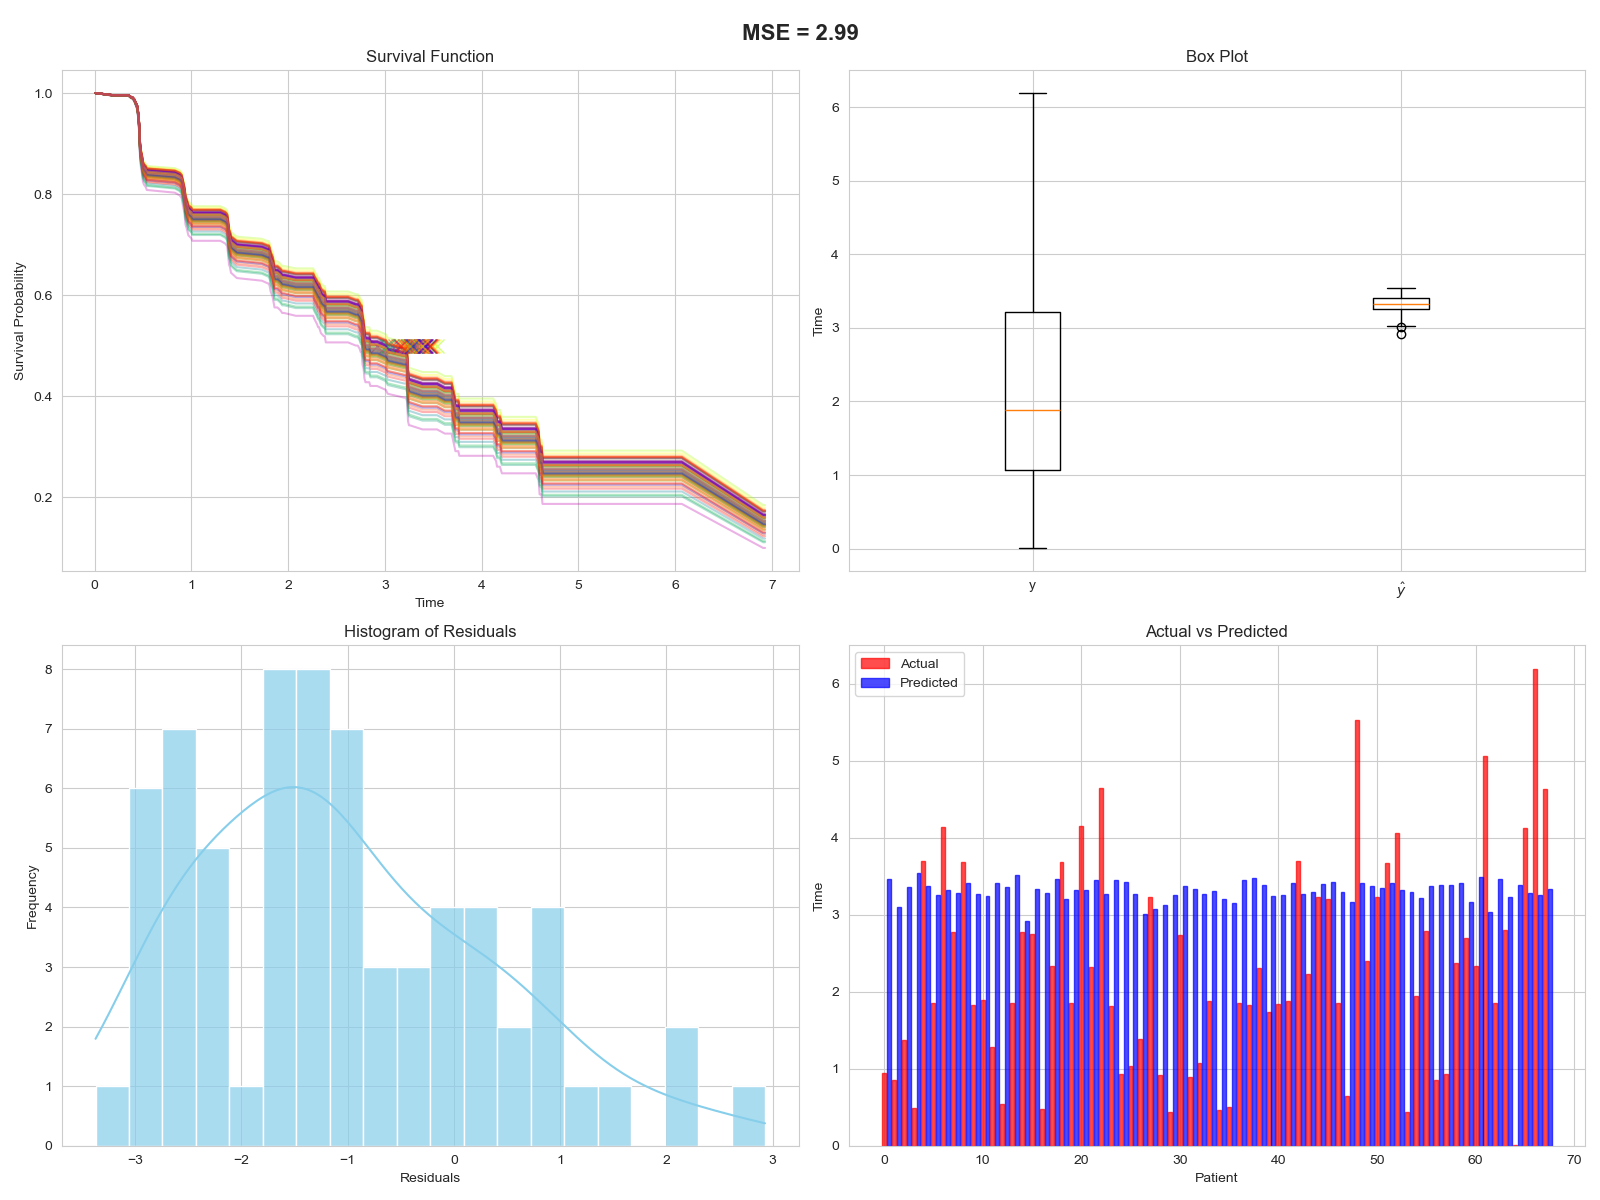 MSE = 2.99
Survival Function
Survival Probability
1.0
0.8
0.6
0.4
0.2
0 1 2 3 4 5 6 7
Time
Box Plot
Time
6
5
4
3
2
1
0
y ŷ
Histogram of Residuals
Frequency
8
7
6
5
4
3
2
1
0
−3 −2 −1 0 1 2 3
Residuals
Actual vs Predicted
Actual
Predicted
Time
6
5
4
3
2
1
0
0 10 20 30 40 50 60 70
Patient